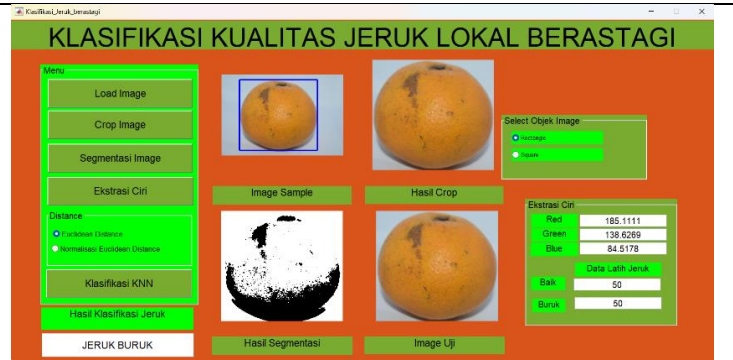 Klasifikasi_Jeruk_berastagi
KLASIFIKASI KUALITAS JERUK LOKAL BERASTAGI
Menu
Load Image
Crop Image
Segmentasi Image
Ekstrasi Ciri
Distance
Euclidean Distance
Normalisasi Euclideen Distance
Klasifikasi KNN
Hasil Klasifikasi Jeruk
JERUK BURUK
Image Sample
Hasil Crop
Hasil Segmentasi
Image Uji
Select Objek Image
Rectangle
Square
Ekstrasi Ciri
Red 185.1111
Green 138.6269
Blue 84.5178
Data Latih Jeruk
Baik 50
Buruk 50